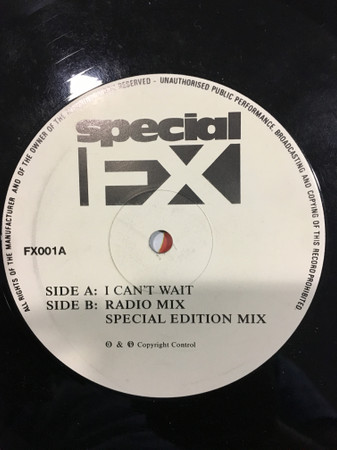 ALL RIGHTS OF THE MANUFACTURER AND OF THE OWNER OF THE RESERVED - UNAUTHORISED PUBLIC PERFORMANCE, BROADCASTING AND COPYING OF THIS RECORD PROHIBITED
special
FX
FX001A
SIDE A: I CAN'T WAIT
SIDE B: RADIO MIX
SPECIAL EDITION MIX
& Copyright Control